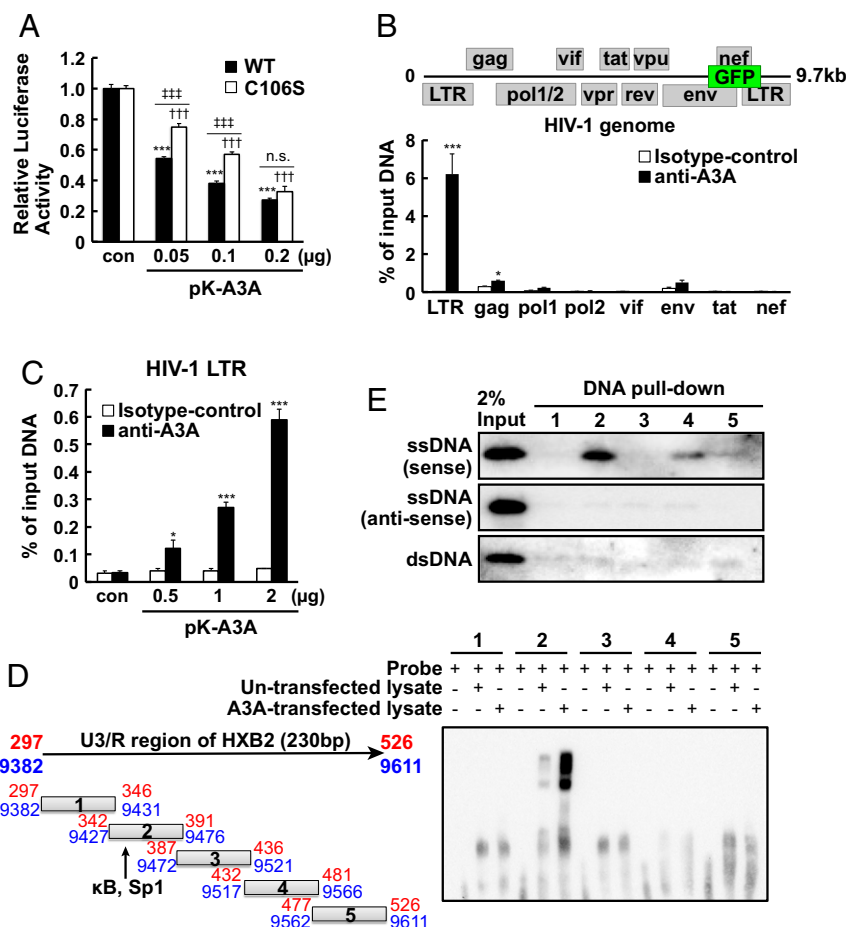 A
Relative Luciferase Activity
1.2
1.0
0.8
0.6
0.4
0.2
0
WT
C106S
‡‡‡
†††
***
‡‡‡
†††
***
n.s.
†††
***
con 0.05 0.1 0.2 (µg)
pK-A3A
B
gag vif tat vpu nef
0 GFP 9.7kb
LTR pol1/2 vpr rev env LTR
HIV-1 genome
% of input DNA
8
6
4
2
0
***
*
Isotype-control
anti-A3A
LTR gag pol1 pol2 vif env tat nef
C
HIV-1 LTR
% of input DNA
0.7
0.6
0.5
0.4
0.3
0.2
0.1
0
Isotype-control
anti-A3A
*
***
***
con 0.5 1 2 (µg)
pK-A3A
E
2% Input
DNA pull-down
1 2 3 4 5
ssDNA (sense)
ssDNA (anti-sense)
dsDNA
D
297 U3/R region of HXB2 (230bp) 526
9382 9611
297 346
9382 1 9431
342 391
9427 2 9476
387 436
9472 3 9521
432 481
9517 4 9566
477 526
9562 5 9611
κB, Sp1
1 2 3 4 5
Probe + + + + + + + + + + + + + + +
Un-transfected lysate - + - - + - - + - - + - - + -
A3A-transfected lysate - - + - - + - - + - - + - - +